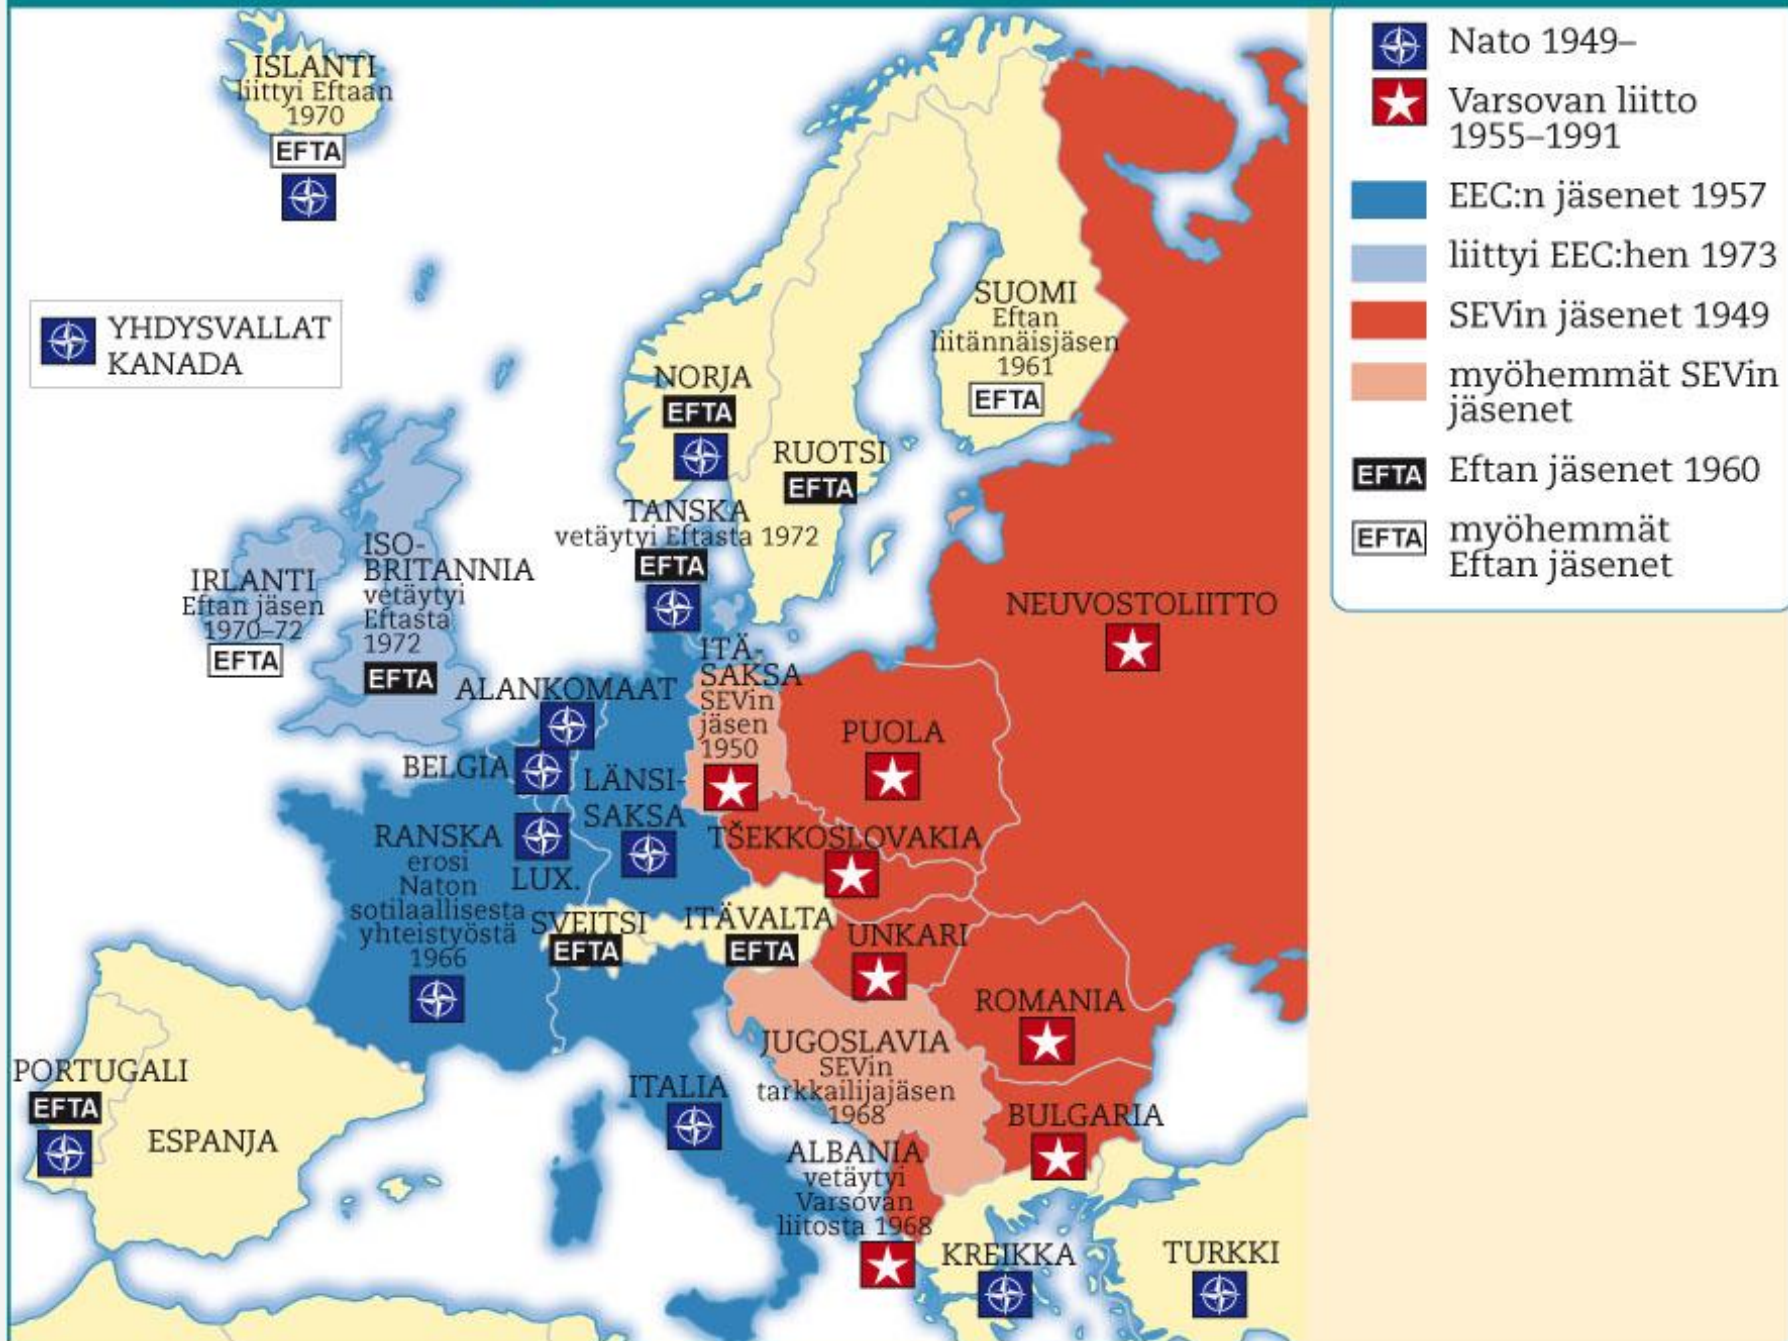 ISLANTI
liittyi Eftaan
1970
EFTA
YHDYSVALLAT
KANADA
SUOMI
Eftan
liitännäisjäsen
1961
EFTA
NORJA
EFTA
RUOTSI
EFTA
TANSKA
vetäytyi Eftasta 1972
EFTA
ISO-
BRITANNIA
vetäytyi
Eftasta
1972
EFTA
IRLANTI
Eftan jäsen
1970–72
EFTA
NEUVOSTOLIITTO
ITÄ-
SAKSA
SEVin
jäsen
1950
ALANKOMAAT
PUOLA
BELGIA
LÄNSI-
SAKSA
RANSKA
erosi
Naton
sotilaallisesta
yhteistyöstä
1966
LUX.
TŠEKKOSLOVAKIA
SVEITSI
EFTA
ITÄVALTA
EFTA
UNKARI
ROMANIA
JUGOSLAVIA
SEVin
tarkkailijajäsen
1968
PORTUGALI
EFTA
ESPANJA
ITALIA
BULGARIA
ALBANIA
vetäytyi
Varsovan
liitosta 1968
KREIKKA
TURKKI
Nato 1949–
Varsovan liitto
1955–1991
EEC:n jäsenet 1957
liittyi EEC:hen 1973
SEVin jäsenet 1949
myöhemmät SEVin
jäsenet
EFTA Eftan jäsenet 1960
EFTA myöhemmät
Eftan jäsenet